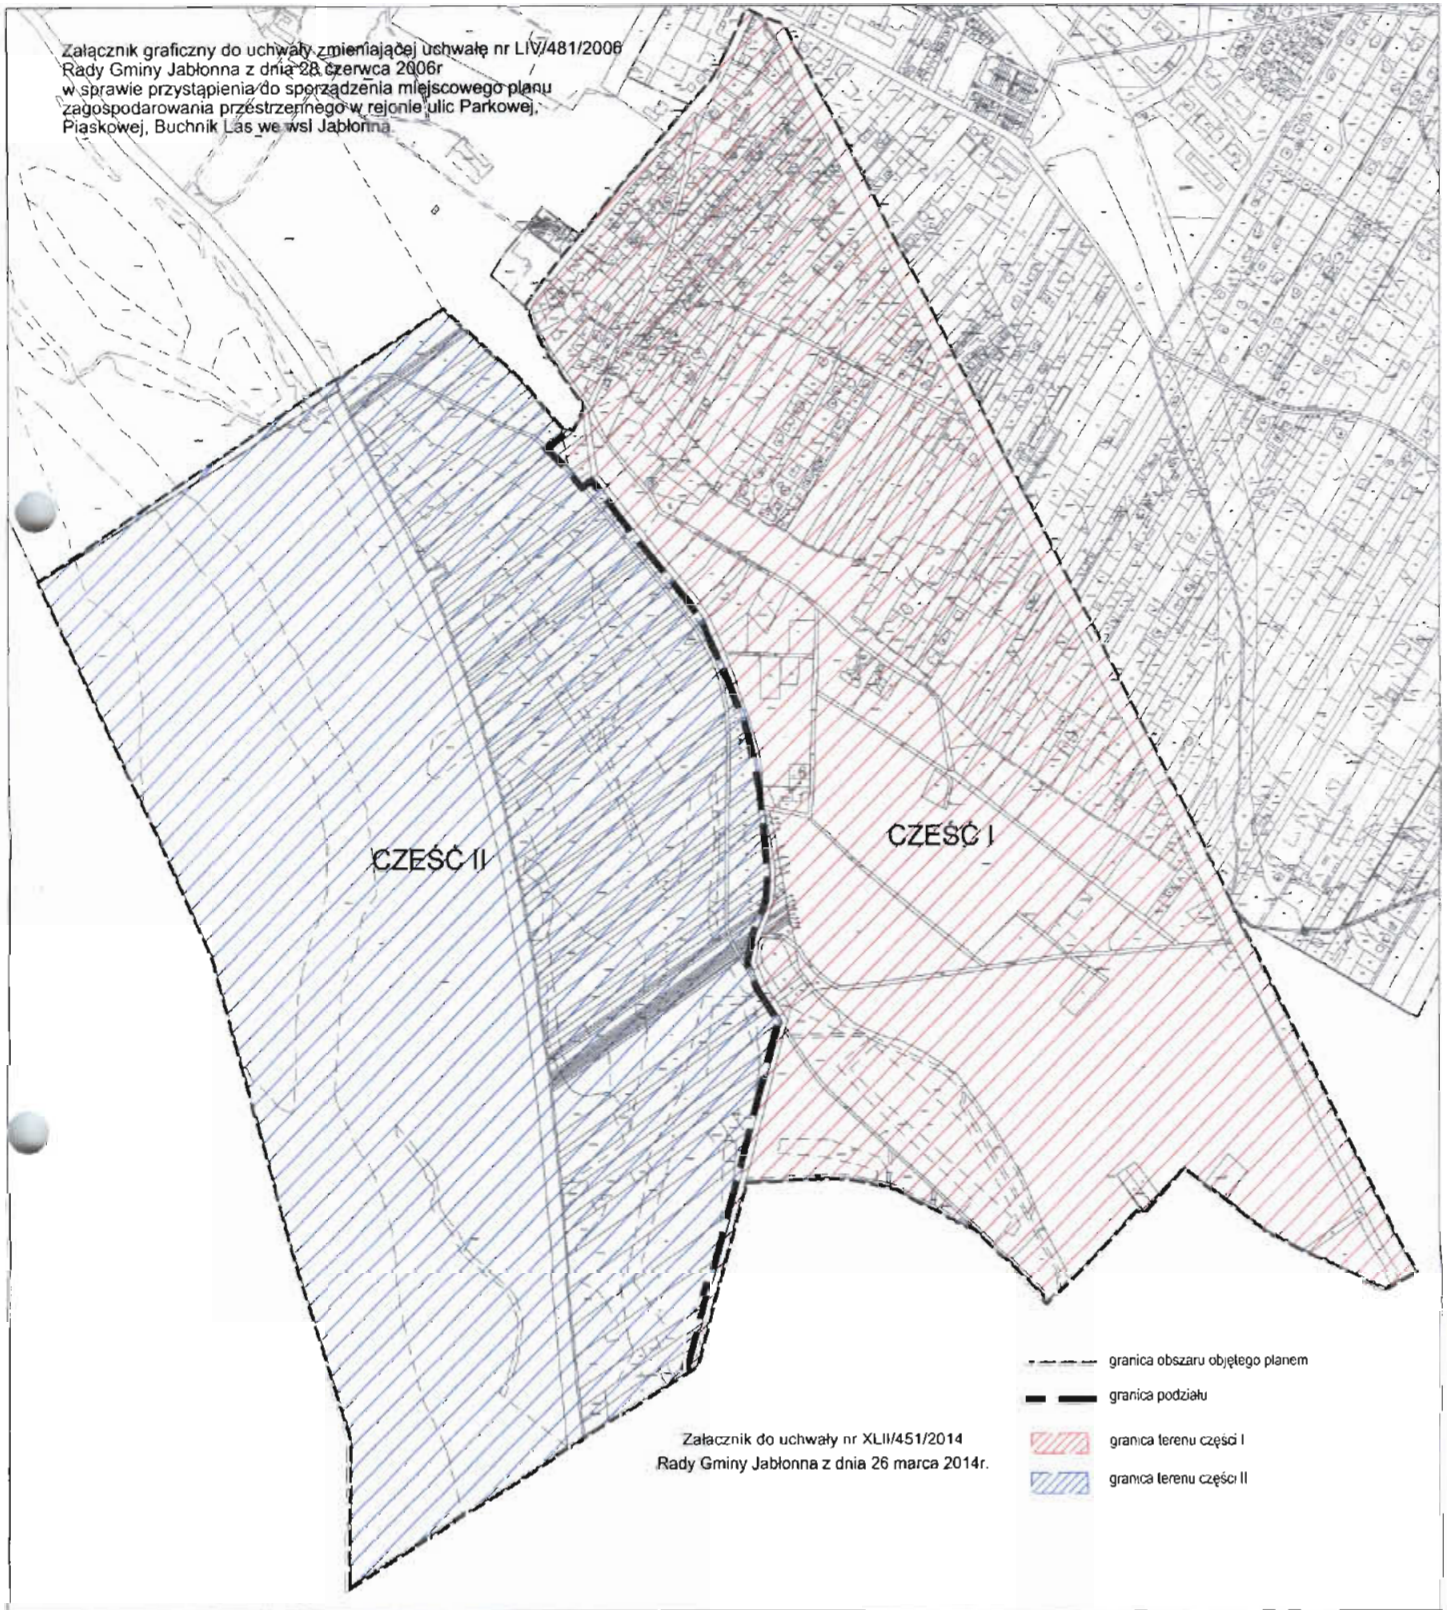 Załącznik graficzny do uchwały zmieniającej uchwałę nr LIV/481/2006
Rady Gminy Jabłonna z dnia 28 czerwca 2006r
w sprawie przystąpienia do sporządzenia miejscowego planu
zagospodarowania przestrzennego w rejonie ulic Parkowej,
Piaskowej, Buchnik Las we wsi Jabłonna
CZEŚĆ II
CZEŚĆ I
granica obszaru objętego planem
granica podziału
granica terenu części I
granica terenu części II
Załacznik do uchwały nr XLII/451/2014
Rady Gminy Jabłonna z dnia 26 marca 2014r.